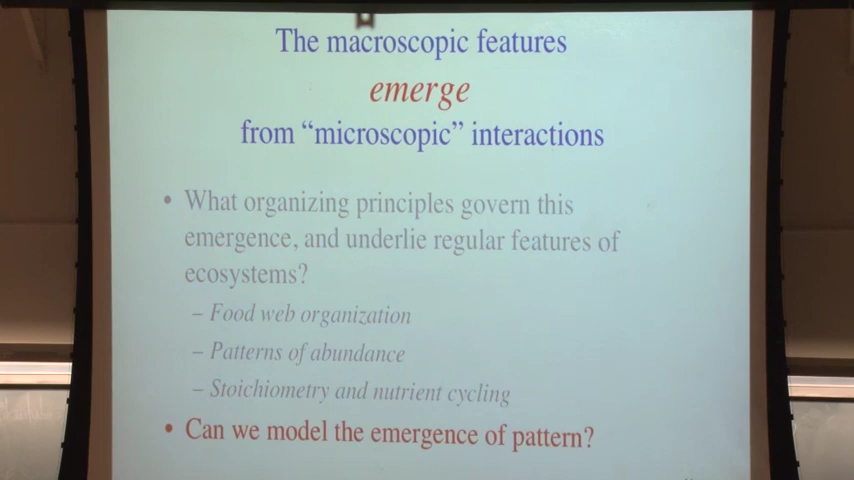 The macroscopic features
emerge
from “microscopic” interactions
• What organizing principles govern this
emergence, and underlie regular features of
ecosystems?
– Food web organization
– Patterns of abundance
– Stoichiometry and nutrient cycling
• Can we model the emergence of pattern?